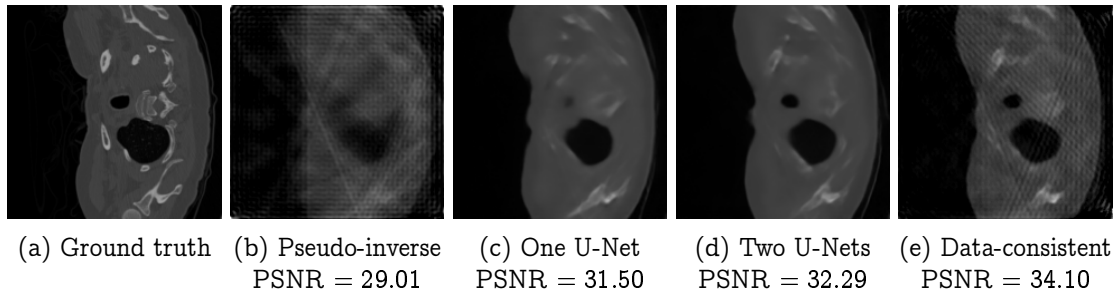 (a) Ground truth
(b) Pseudo-inverse
PSNR = 29.01
(c) One U-Net
PSNR = 31.50
(d) Two U-Nets
PSNR = 32.29
(e) Data-consistent
PSNR = 34.10